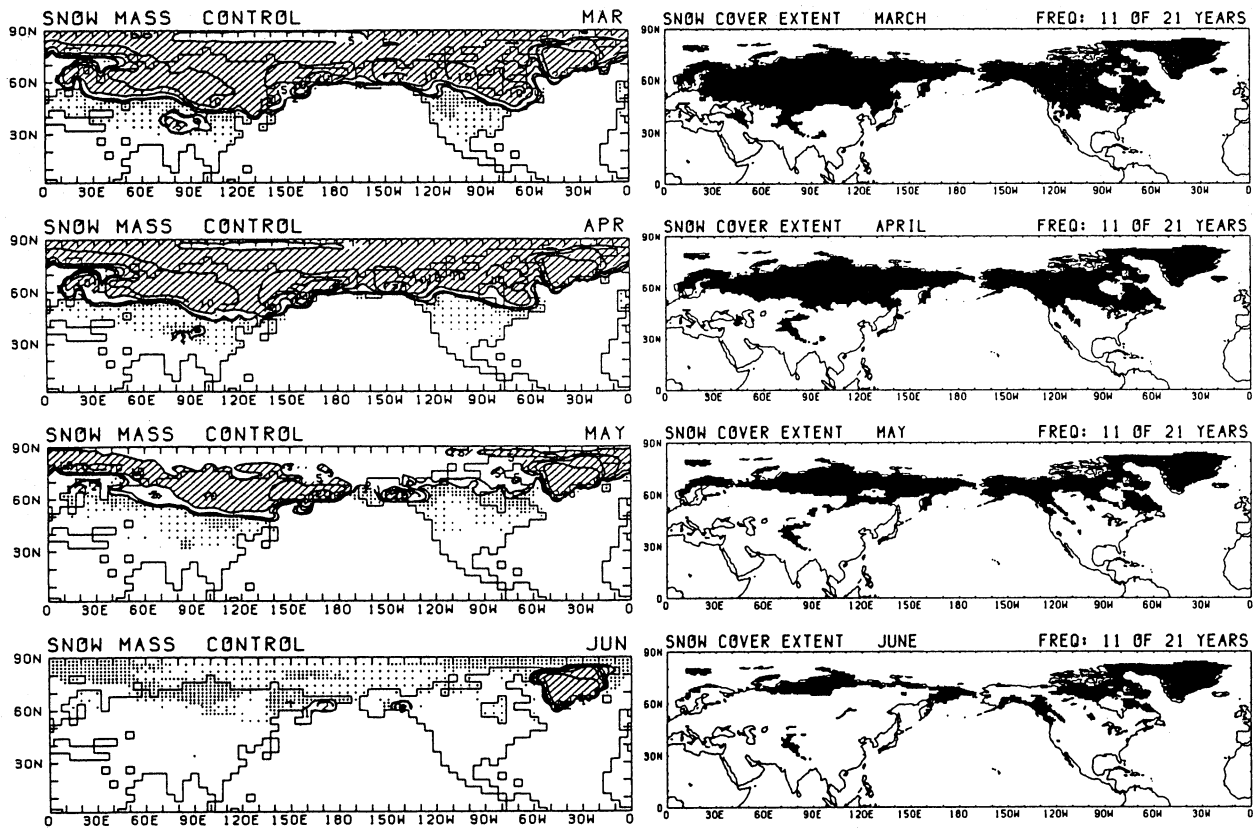 SNOW MASS CONTROL MAR
90N
60N
30N
0 30E 60E 90E 120E 150E 180 150W 120W 90W 60W 30W 0
SNOW COVER EXTENT MARCH FREQ: 11 OF 21 YEARS
90N
60N
30N
0
0 30E 60E 90E 120E 150E 180 150W 120W 90W 60W 30W 0
SNOW MASS CONTROL APR
90N
60N
30N
0 30E 60E 90E 120E 150E 180 150W 120W 90W 60W 30W 0
SNOW COVER EXTENT APRIL FREQ: 11 OF 21 YEARS
90N
60N
30N
0
0 30E 60E 90E 120E 150E 180 150W 120W 90W 60W 30W 0
SNOW MASS CONTROL MAY
90N
60N
30N
0 30E 60E 90E 120E 150E 180 150W 120W 90W 60W 30W 0
SNOW COVER EXTENT MAY FREQ: 11 OF 21 YEARS
90N
60N
30N
0
0 30E 60E 90E 120E 150E 180 150W 120W 90W 60W 30W 0
SNOW MASS CONTROL JUN
90N
60N
30N
0 30E 60E 90E 120E 150E 180 150W 120W 90W 60W 30W 0
SNOW COVER EXTENT JUNE FREQ: 11 OF 21 YEARS
90N
60N
30N
0
0 30E 60E 90E 120E 150E 180 150W 120W 90W 60W 30W 0